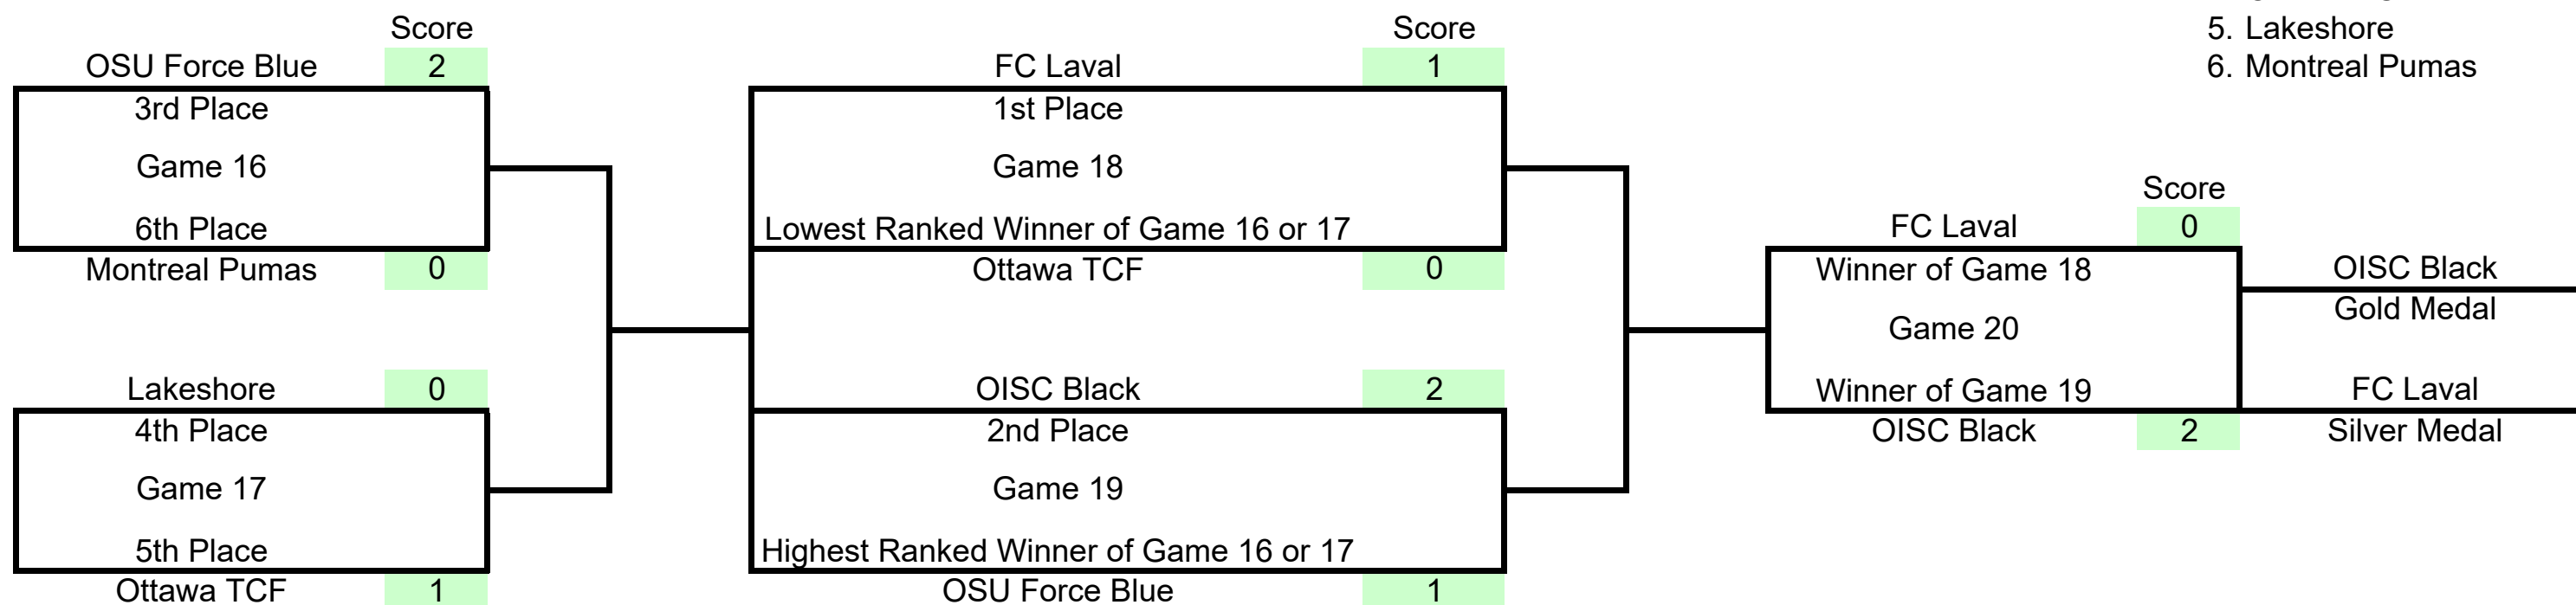 Score
OSU Force Blue 2
3rd Place
Game 16
6th Place
Montreal Pumas 0
Lakeshore 0
4th Place
Game 17
5th Place
Ottawa TCF 1
Score
FC Laval 1
1st Place
Game 18
Lowest Ranked Winner of Game 16 or 17
Ottawa TCF 0
OISC Black 2
2nd Place
Game 19
Highest Ranked Winner of Game 16 or 17
OSU Force Blue 1
5. Lakeshore
6. Montreal Pumas
Score
FC Laval 0
Winner of Game 18
Game 20
Winner of Game 19
OISC Black 2
OISC Black
Gold Medal
FC Laval
Silver Medal